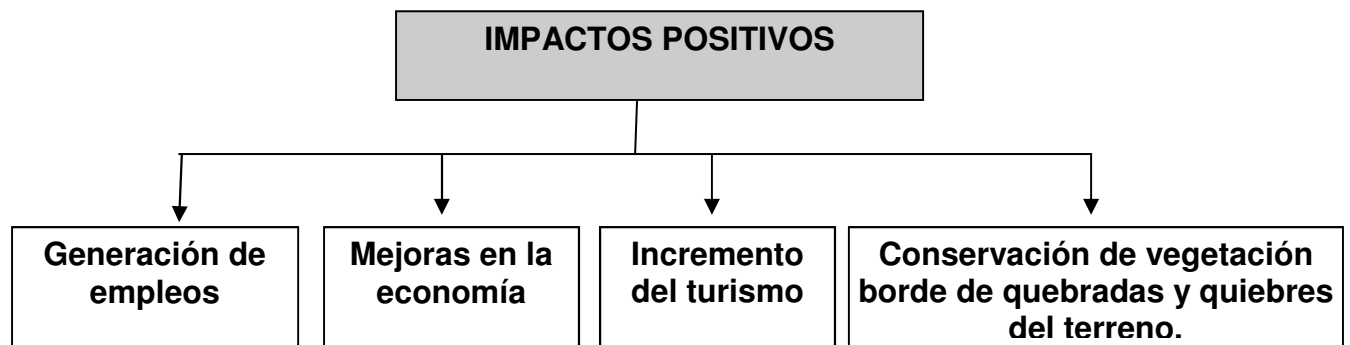 IMPACTOS POSITIVOS
Generación de
empleos
Mejoras en la
economía
Incremento
del turismo
Conservación de vegetación
borde de quebradas y quiebres
del terreno.